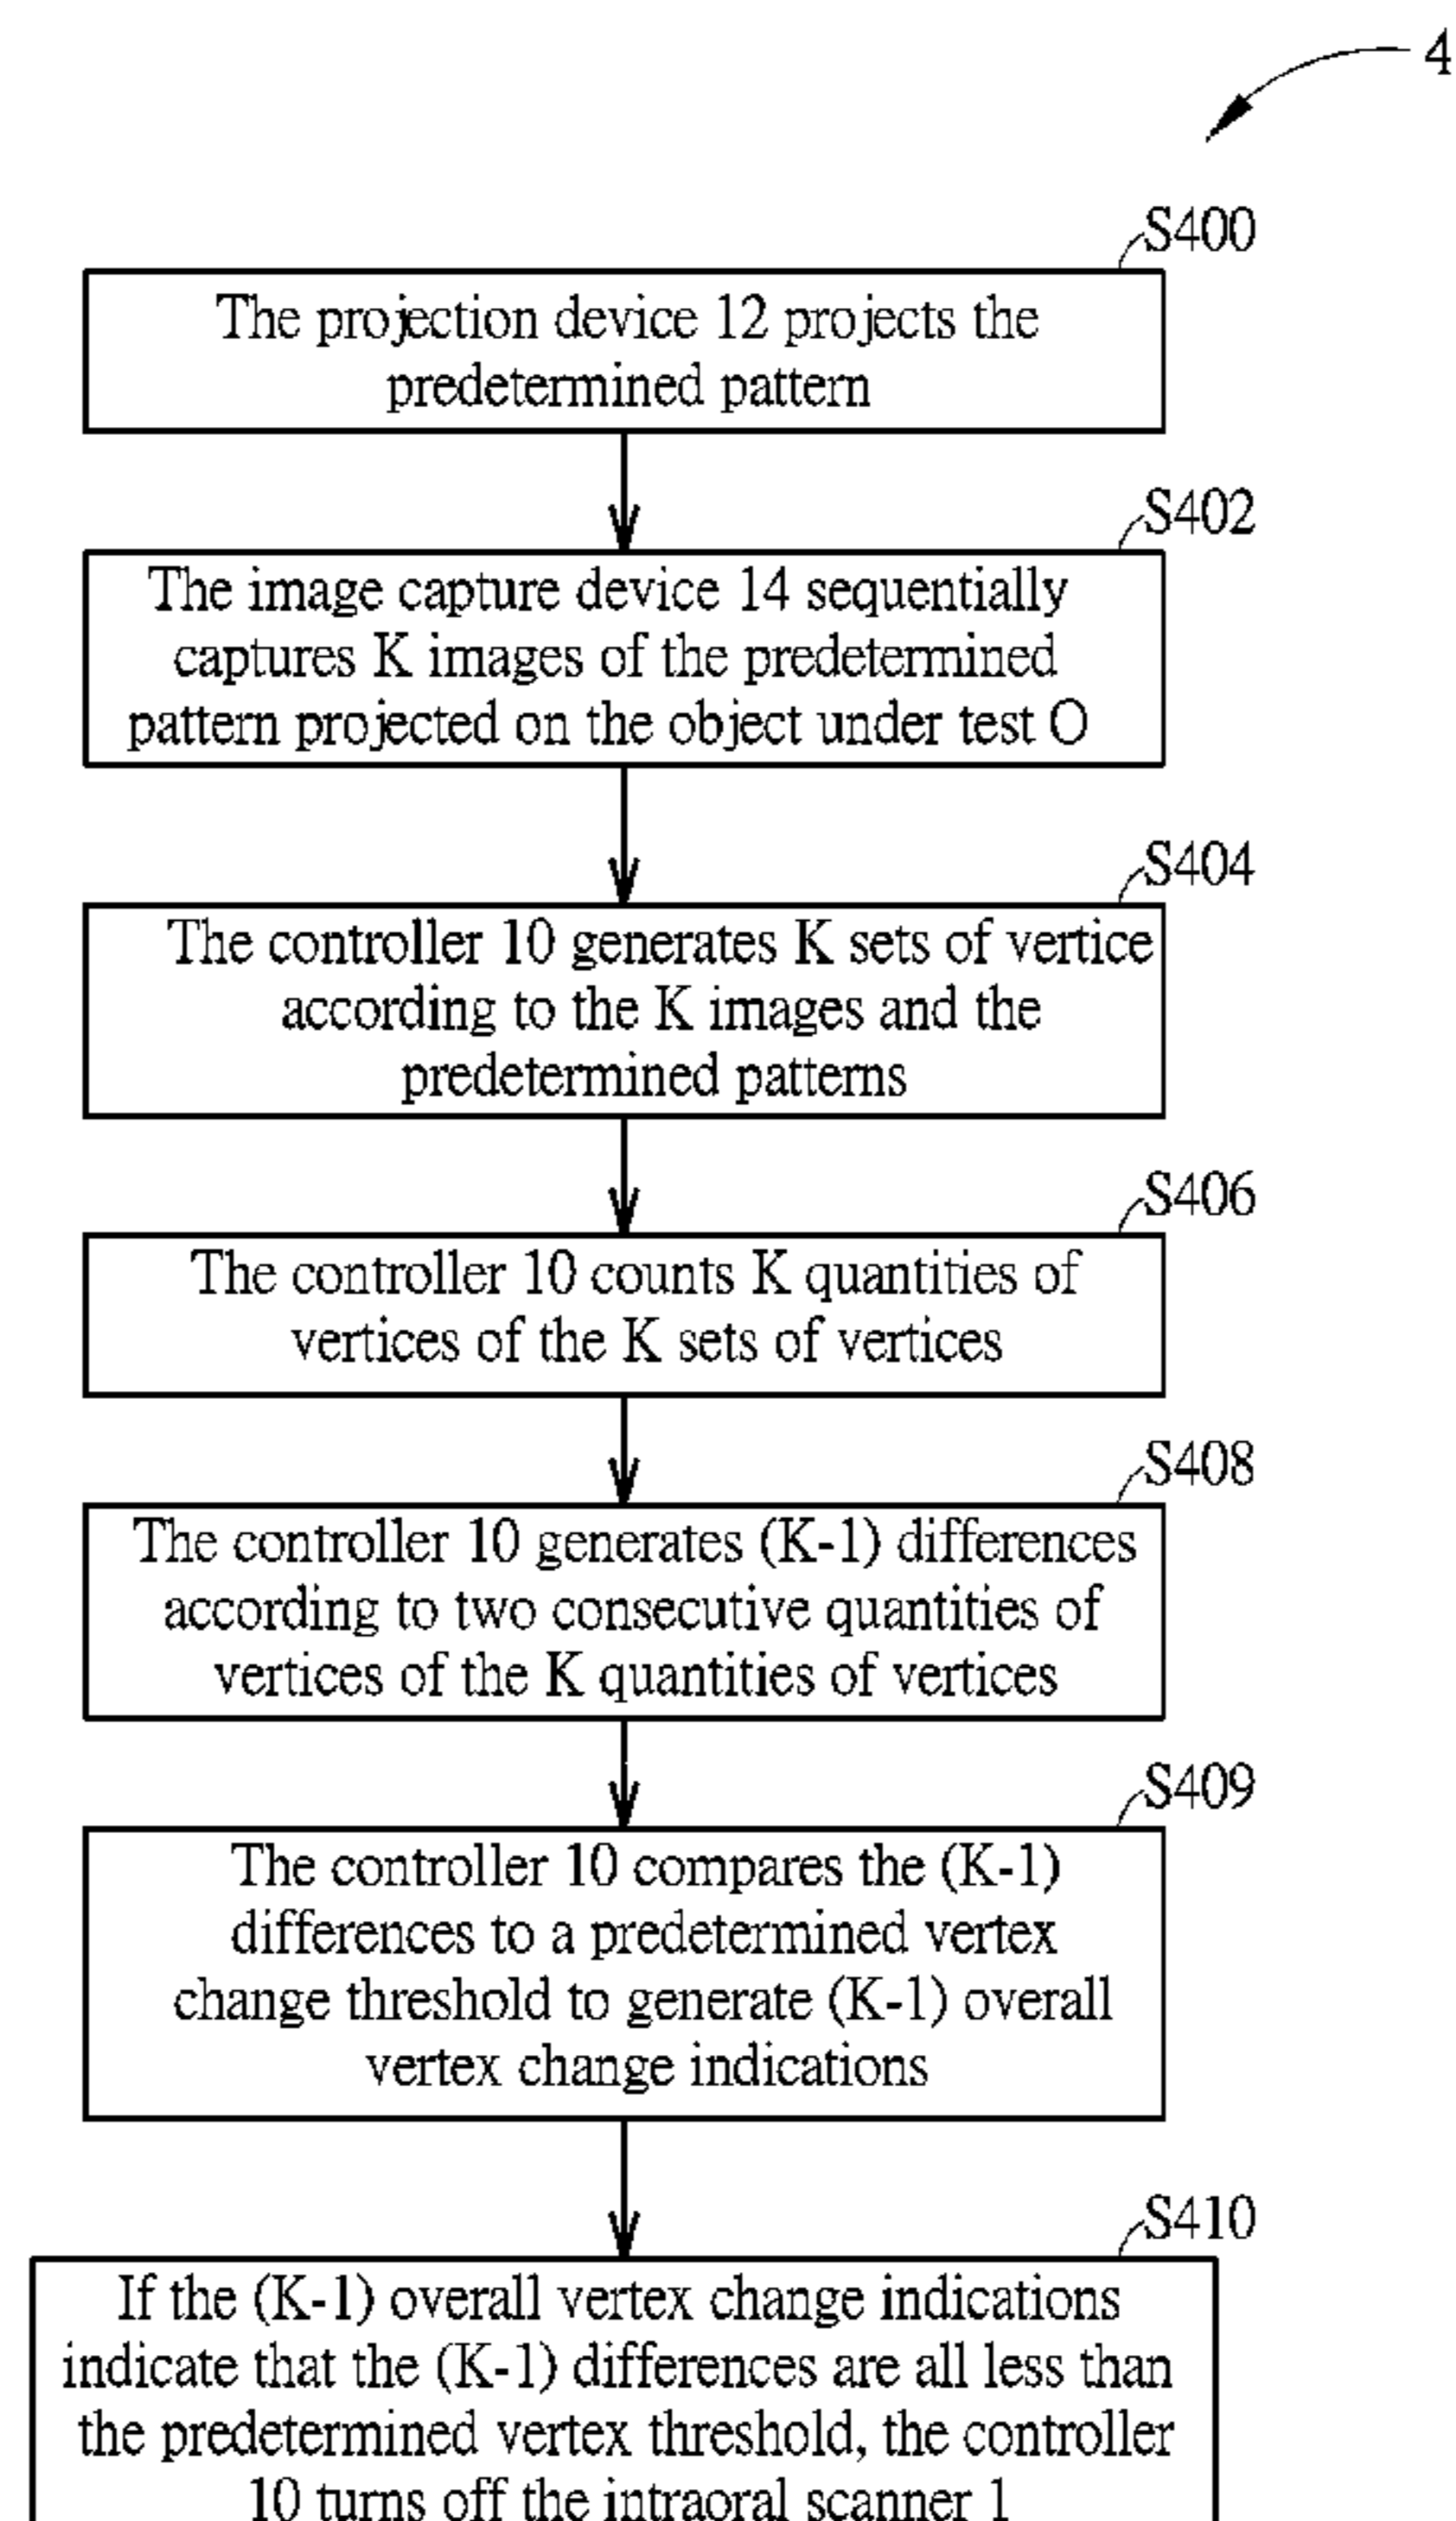 4
S400
The projection device 12 projects the
predetermined pattern
S402
The image capture device 14 sequentially
captures K images of the predetermined
pattern projected on the object under test O
S404
The controller 10 generates K sets of vertice
according to the K images and the
predetermined patterns
S406
The controller 10 counts K quantities of
vertices of the K sets of vertices
S408
The controller 10 generates (K-1) differences
according to two consecutive quantities of
vertices of the K quantities of vertices
S409
The controller 10 compares the (K-1)
differences to a predetermined vertex
change threshold to generate (K-1) overall
vertex change indications
S410
If the (K-1) overall vertex change indications
indicate that the (K-1) differences are all less than
the predetermined vertex threshold, the controller
10 turns off the intraoral scanner 1